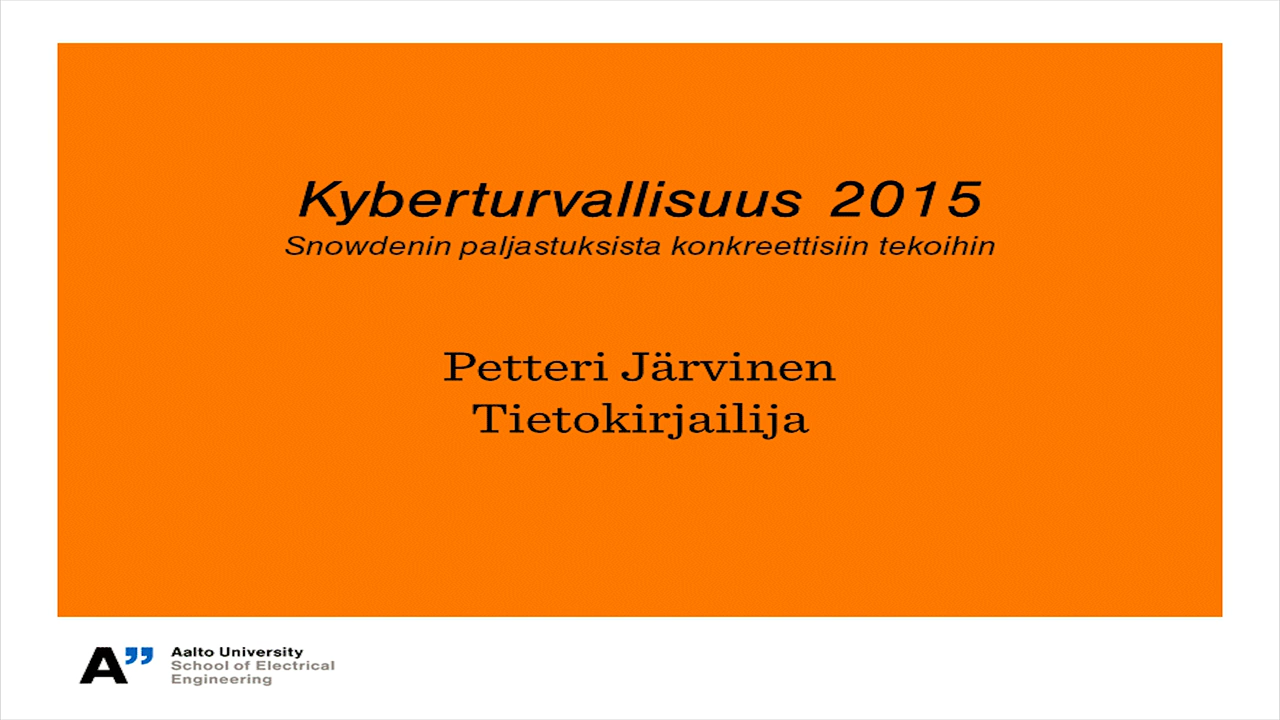 Kyberturvallisuus 2015
Snowdenin paljastuksista konkreettisiin tekoihin
Petteri Järvinen
Tietokirjailija
A”
Aalto University
School of Electrical
Engineering